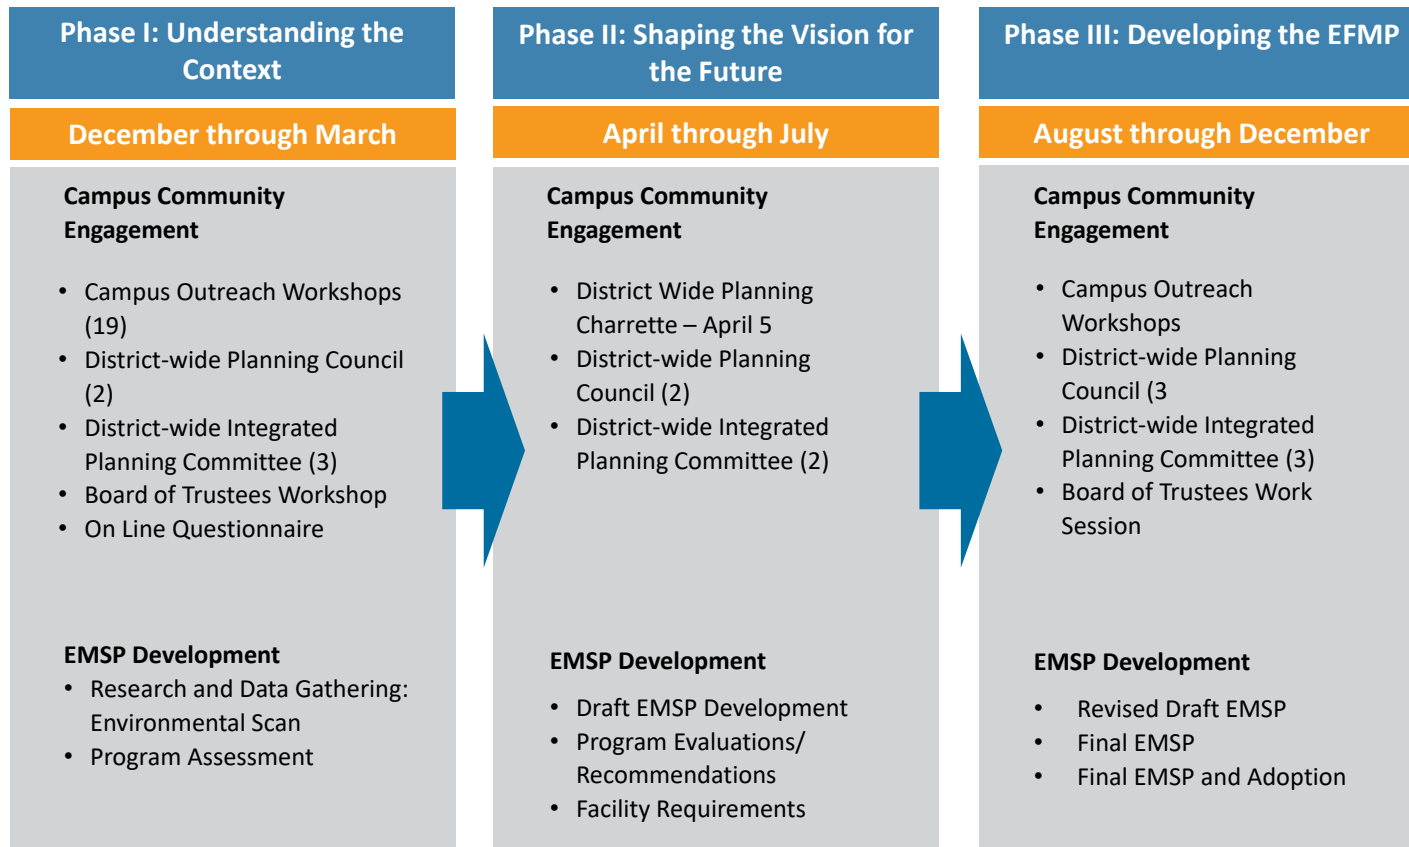 Phase I: Understanding the
Context
December through March
Campus Community
Engagement
• Campus Outreach Workshops
(19)
• District-wide Planning Council
(2)
• District-wide Integrated
Planning Committee (3)
• Board of Trustees Workshop
• On Line Questionnaire
EMSP Development
• Research and Data Gathering:
Environmental Scan
• Program Assessment
Phase II: Shaping the Vision for
the Future
April through July
Campus Community
Engagement
• District Wide Planning
Charrette – April 5
• District-wide Planning
Council (2)
• District-wide Integrated
Planning Committee (2)
EMSP Development
• Draft EMSP Development
• Program Evaluations/
Recommendations
• Facility Requirements
Phase III: Developing the EFMP
August through December
Campus Community
Engagement
• Campus Outreach
Workshops
• District-wide Planning
Council (3
• District-wide Integrated
Planning Committee (3)
• Board of Trustees Work
Session
EMSP Development
• Revised Draft EMSP
• Final EMSP
• Final EMSP and Adoption